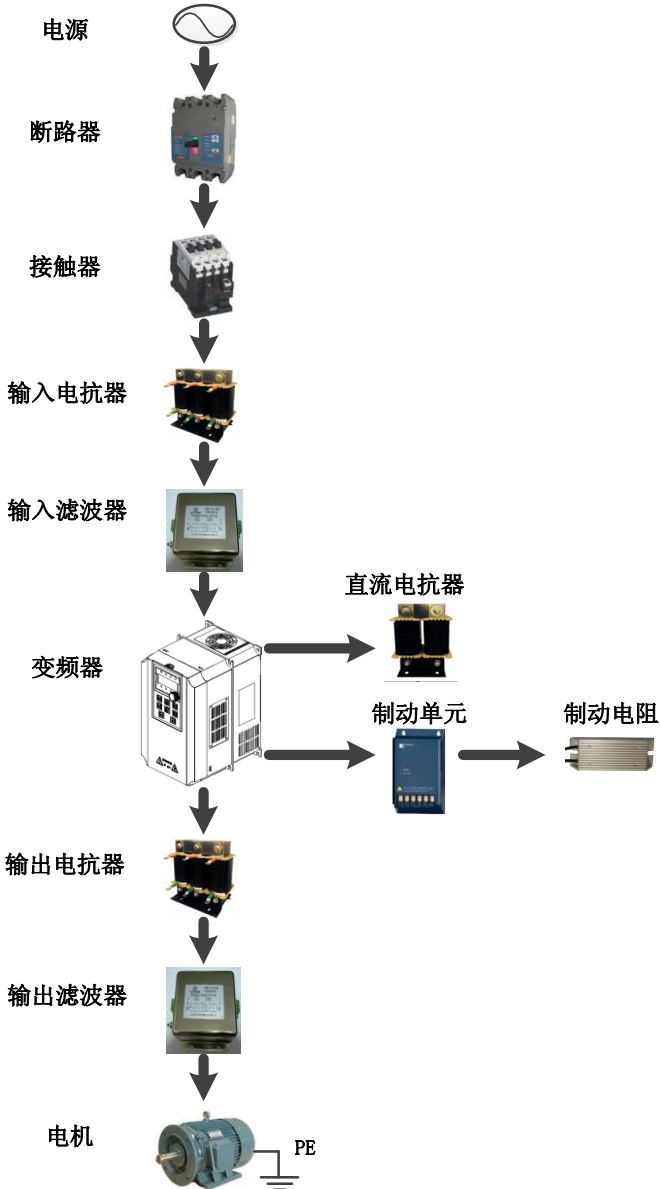 电源
断路器
接触器
输入电抗器
输入滤波器
直流电抗器
变频器
制动单元
制动电阻
输出电抗器
输出滤波器
电机
PE